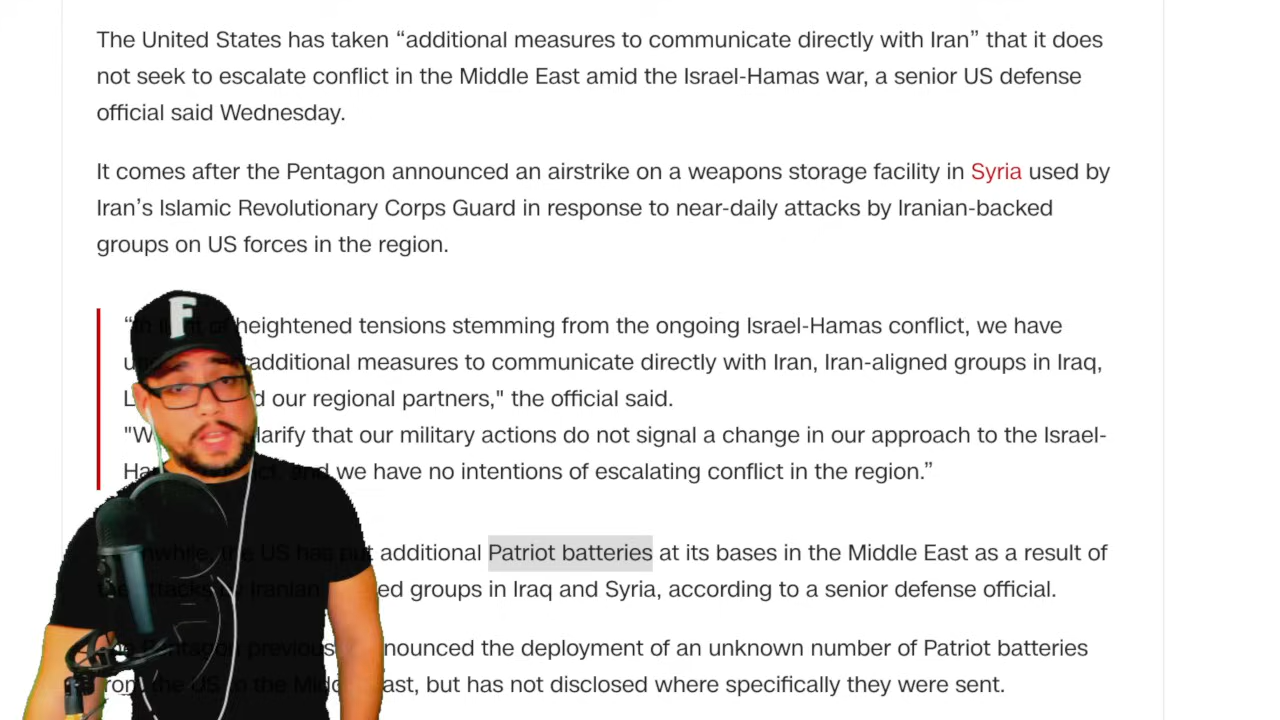 The United States has taken “additional measures to communicate directly with Iran” that it does
not seek to escalate conflict in the Middle East amid the Israel-Hamas war, a senior US defense
official said Wednesday.
It comes after the Pentagon announced an airstrike on a weapons storage facility in Syria used by
Iran’s Islamic Revolutionary Corps Guard in response to near-daily attacks by Iranian-backed
groups on US forces in the region.
heightened tensions stemming from the ongoing Israel-Hamas conflict, we have
additional measures to communicate directly with Iran, Iran-aligned groups in Iraq,
our regional partners," the official said.
that our military actions do not signal a change in our approach to the Israel-
and we have no intentions of escalating conflict in the region.”
the US has put additional Patriot batteries at its bases in the Middle East as a result of
groups in Iraq and Syria, according to a senior defense official.
F
the deployment of an unknown number of Patriot batteries
but has not disclosed where specifically they were sent.